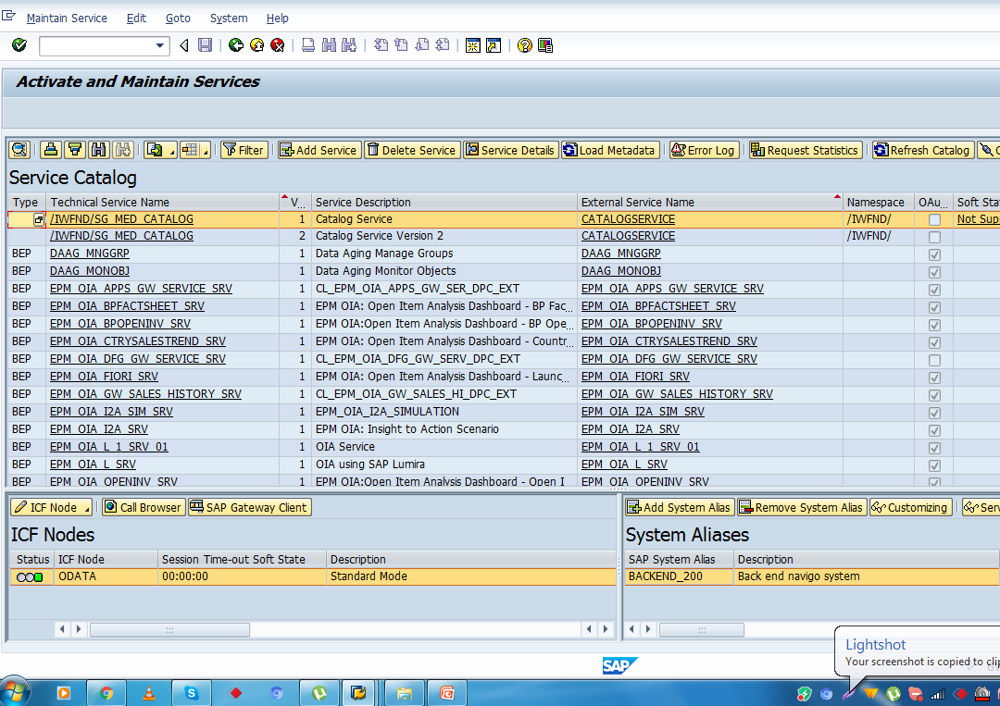 Maintain Service Edit Goto System Help
Activate and Maintain Services
Filter Add Service Delete Service Service Details Load Metadata Error Log Request Statistics Refresh Catalog
Service Catalog
Type Technical Service Name V... Service Description External Service Name Namespace OAu... Soft Sta
/IWFND/SG_MED_CATALOG 1 Catalog Service CATALOGSERVICE /IWFND/ Not Sup
/IWFND/SG_MED_CATALOG 2 Catalog Service Version 2 CATALOGSERVICE /IWFND/
BEP DAAG_MNGGRP 1 Data Aging Manage Groups DAAG_MNGGRP
BEP DAAG_MONOBJ 1 Data Aging Monitor Objects DAAG_MONOBJ
BEP EPM_OIA_APPS_GW_SERVICE_SRV 1 CL_EPM_OIA_APPS_GW_SER_DPC_EXT EPM_OIA_APPS_GW_SERVICE_SRV
BEP EPM_OIA_BPFACTSHEET_SRV 1 EPM OIA: Open Item Analysis Dashboard - BP Fac... EPM_OIA_BPFACTSHEET_SRV
BEP EPM_OIA_BPOPENINV_SRV 1 EPM OIA:Open Item Analysis Dashboard - BP Ope... EPM_OIA_BPOPENINV_SRV
BEP EPM_OIA_CTRYSALESTREND_SRV 1 EPM OIA: Open Item Analysis Dashboard - Countr... EPM_OIA_CTRYSALESTREND_SRV
BEP EPM_OIA_DFG_GW_SERVICE_SRV 1 CL_EPM_OIA_DFG_GW_SERV_DPC_EXT EPM_OIA_DFG_GW_SERVICE_SRV
BEP EPM_OIA_FIORI_SRV 1 EPM OIA: Open Item Analysis Dashboard - Launc... EPM_OIA_FIORI_SRV
BEP EPM_OIA_GW_SALES_HISTORY_SRV 1 CL_EPM_OIA_GW_SALES_HI_DPC_EXT EPM_OIA_GW_SALES_HISTORY_SRV
BEP EPM_OIA_I2A_SIM_SRV 1 EPM_OIA_I2A_SIMULATION EPM_OIA_I2A_SIM_SRV
BEP EPM_OIA_I2A_SRV 1 EPM OIA: Insight to Action Scenario EPM_OIA_I2A_SRV
BEP EPM_OIA_L_1_SRV_01 1 OIA Service EPM_OIA_L_1_SRV_01
BEP EPM_OIA_L_SRV 1 OIA using SAP Lumira EPM_OIA_L_SRV
BEP EPM_OIA_OPENINV_SRV 1 EPM OIA:Open Item Analysis Dashboard - Open I EPM_OIA_OPENINV_SRV
ICF Node Call Browser SAP Gateway Client Add System Alias Remove System Alias Customizing Serv
ICF Nodes System Aliases
Status ICF Node Session Time-out Soft State Description SAP System Alias Description
ODATA 00:00:00 Standard Mode BACKEND_200 Back end navigo system
Lightshot
Your screenshot is copied to clip
SAP